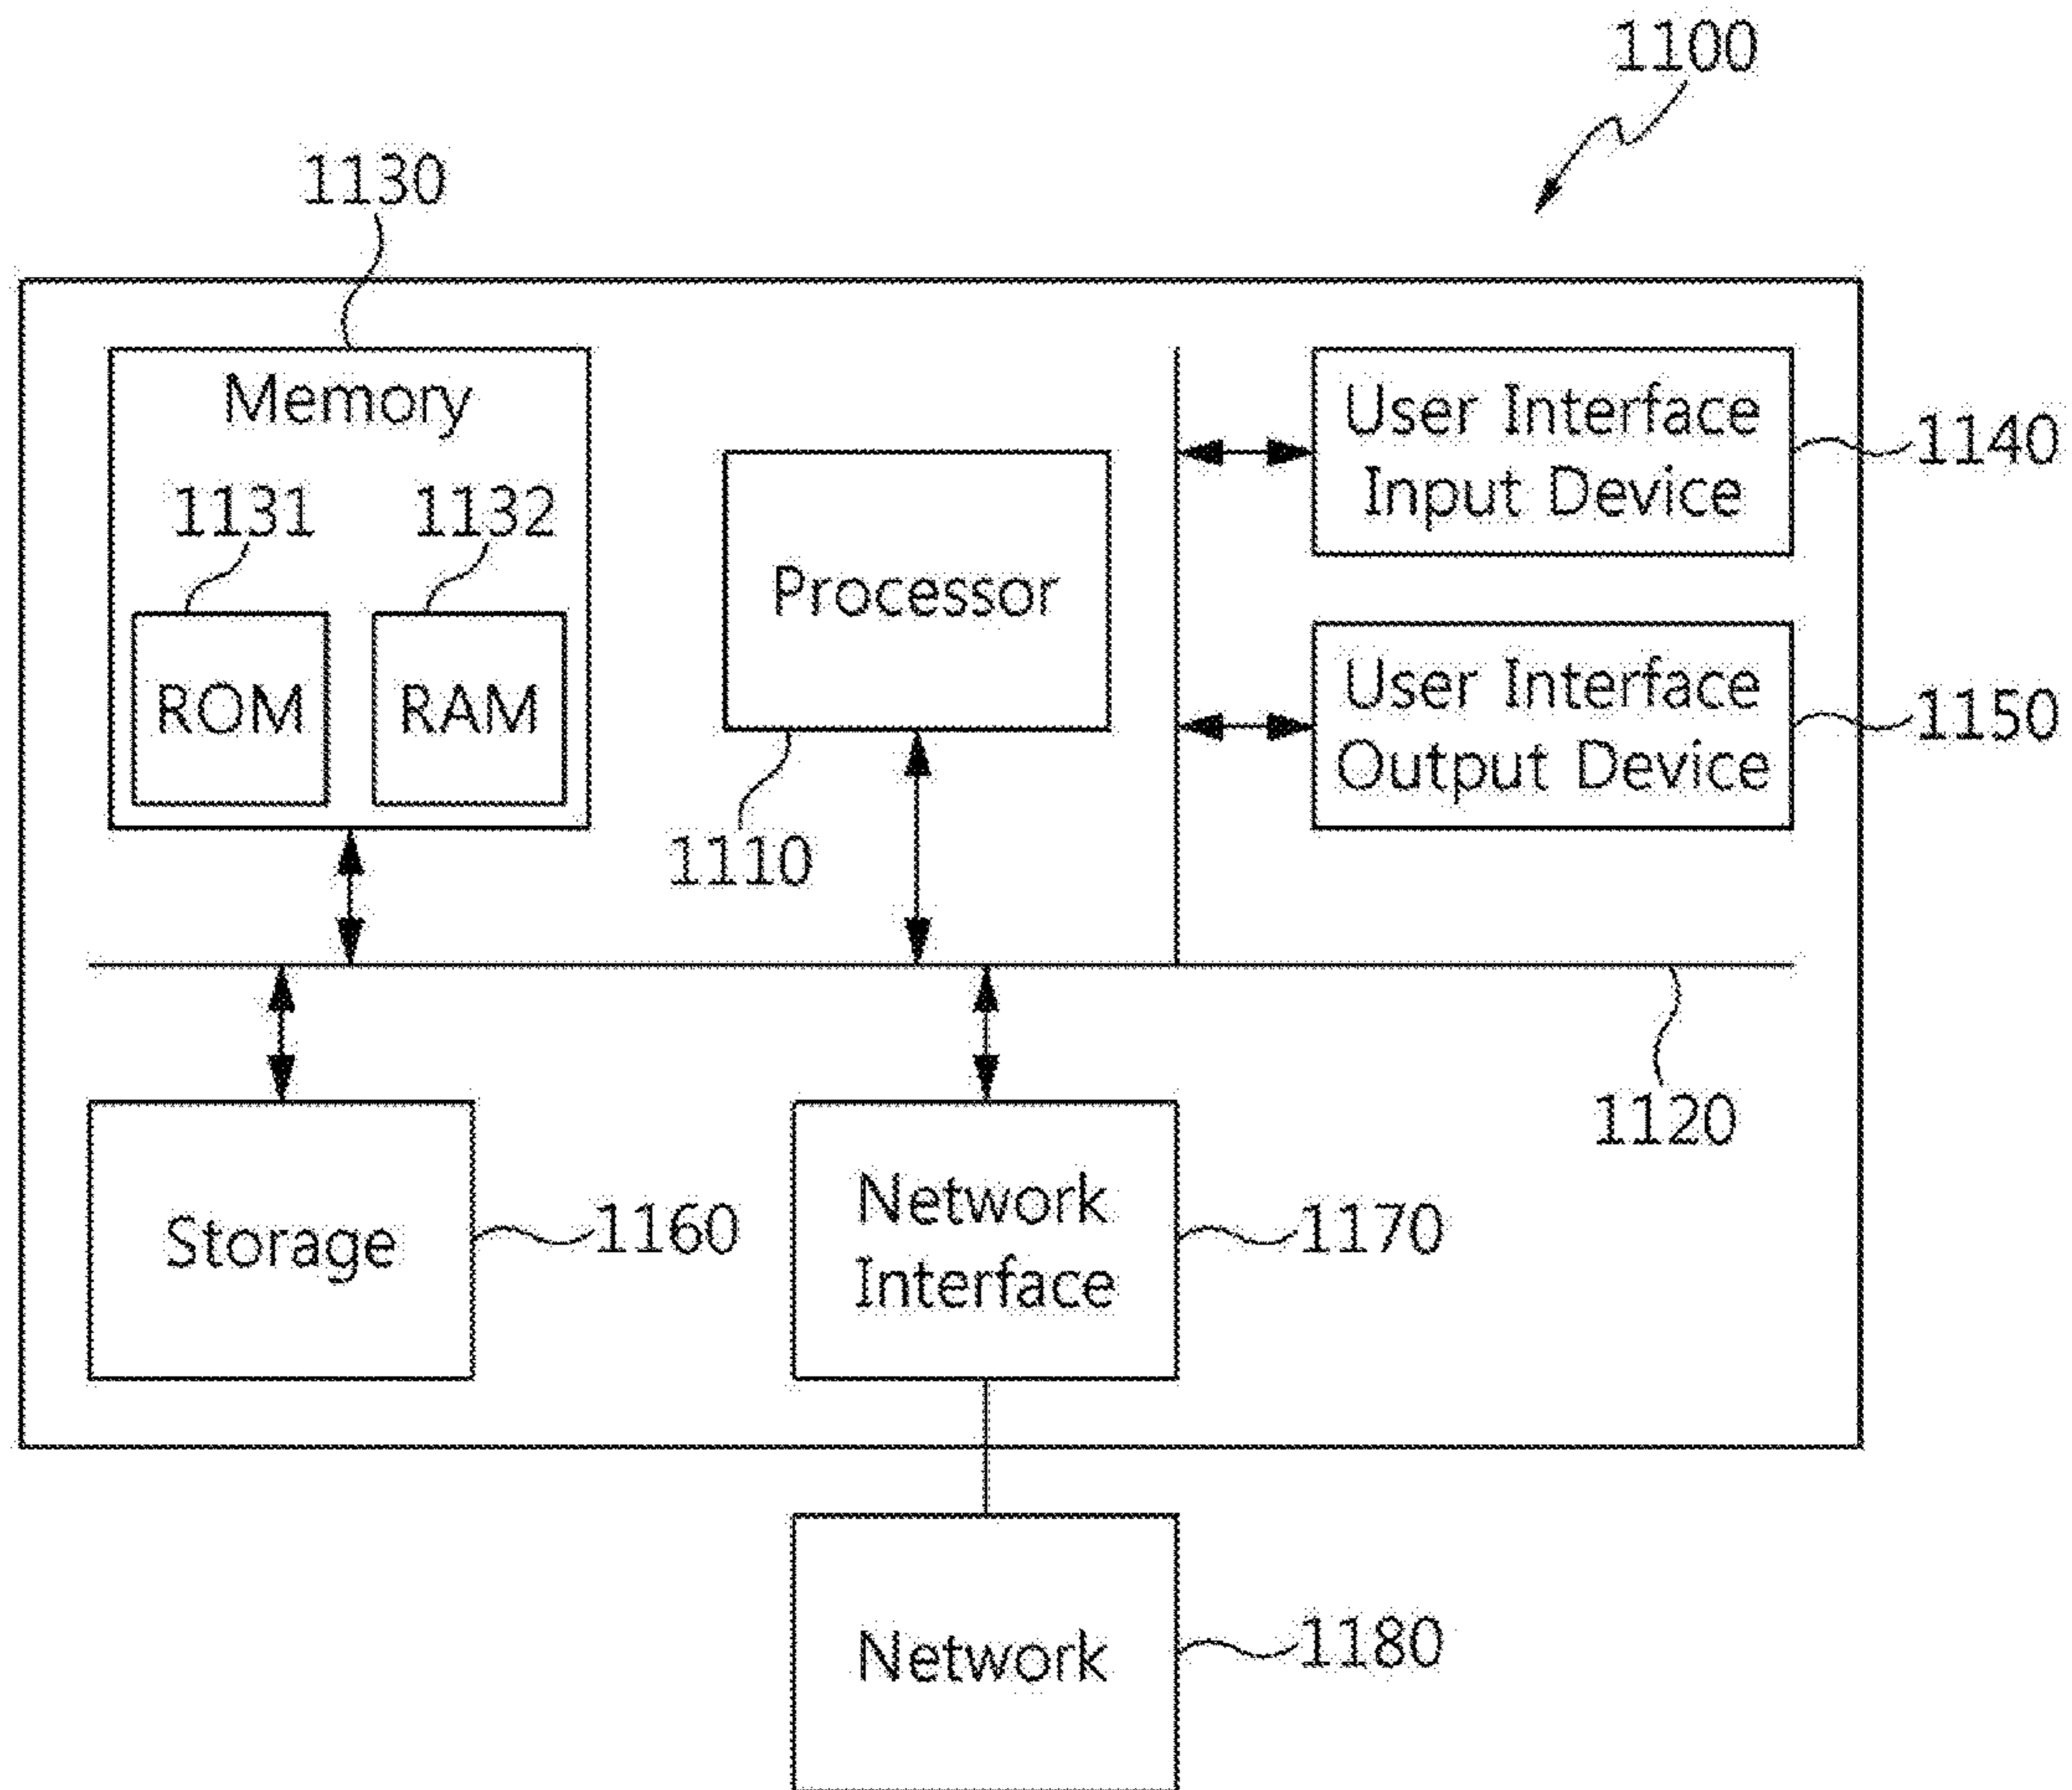 1100
1130
Memory
1131
1132
ROM
RAM
Processor
1110
User Interface
Input Device
1140
User Interface
Output Device
1150
1120
Storage
1160
Network
Interface
1170
Network
1180